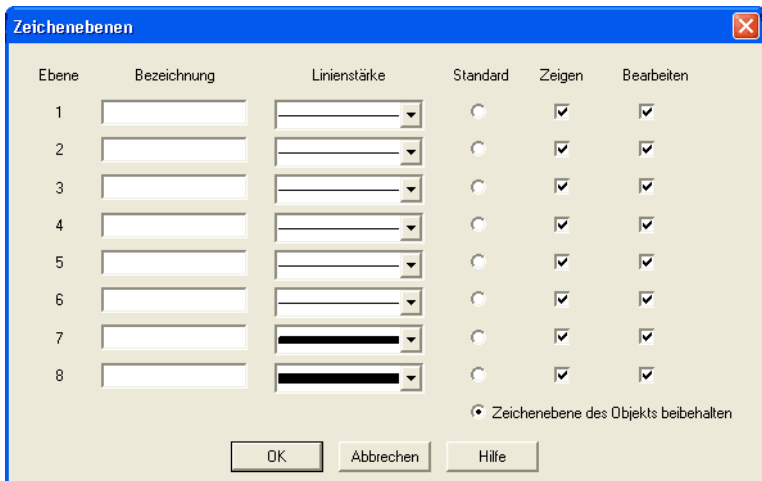 Zeichenebenen
Ebene Bezeichnung Linienstärke Standard Zeigen Bearbeiten
1
2
3
4
5
6
7
8
Zeichenebene des Objekts beibehalten
OK Abbrechen Hilfe